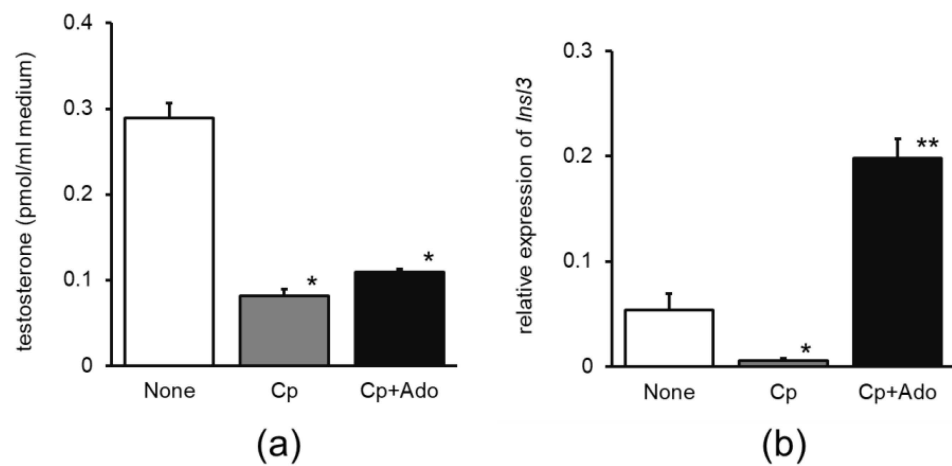 testosterone (pmol/ml medium)
0.4
0.3
0.2
0.1
0
*
*
None
Cp
Cp+Ado
(a)
relative expression of Insl3
0.3
0.2
0.1
0
*
**
None
Cp
Cp+Ado
(b)